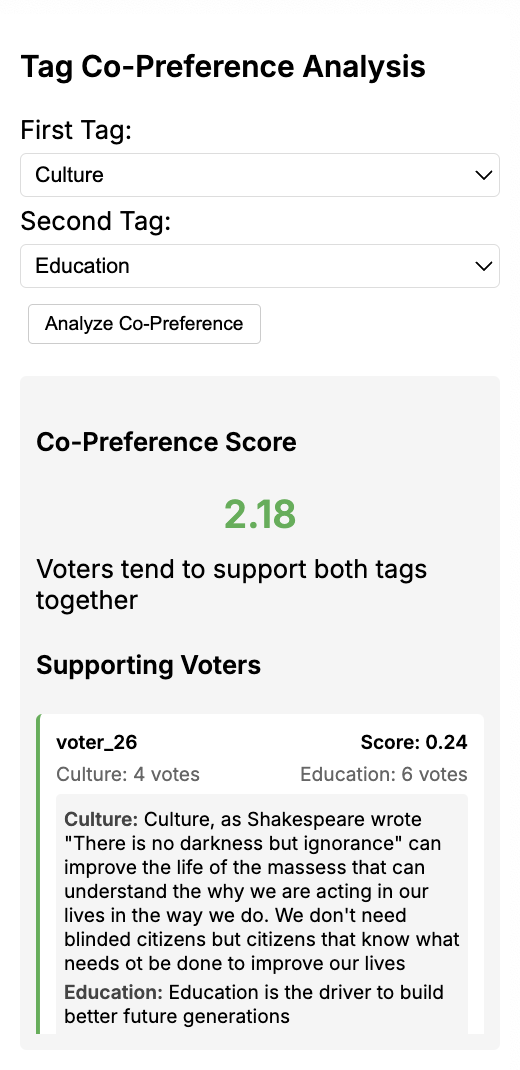 Tag Co-Preference Analysis
First Tag:
Culture
Second Tag:
Education
Analyze Co-Preference
Co-Preference Score
2.18
Voters tend to support both tags
together
Supporting Voters
voter_26 Score: 0.24
Culture: 4 votes Education: 6 votes
Culture: Culture, as Shakespeare wrote
"There is no darkness but ignorance" can
improve the life of the massess that can
understand the why we are acting in our
lives in the way we do. We don't need
blinded citizens but citizens that know what
needs ot be done to improve our lives
Education: Education is the driver to build
better future generations